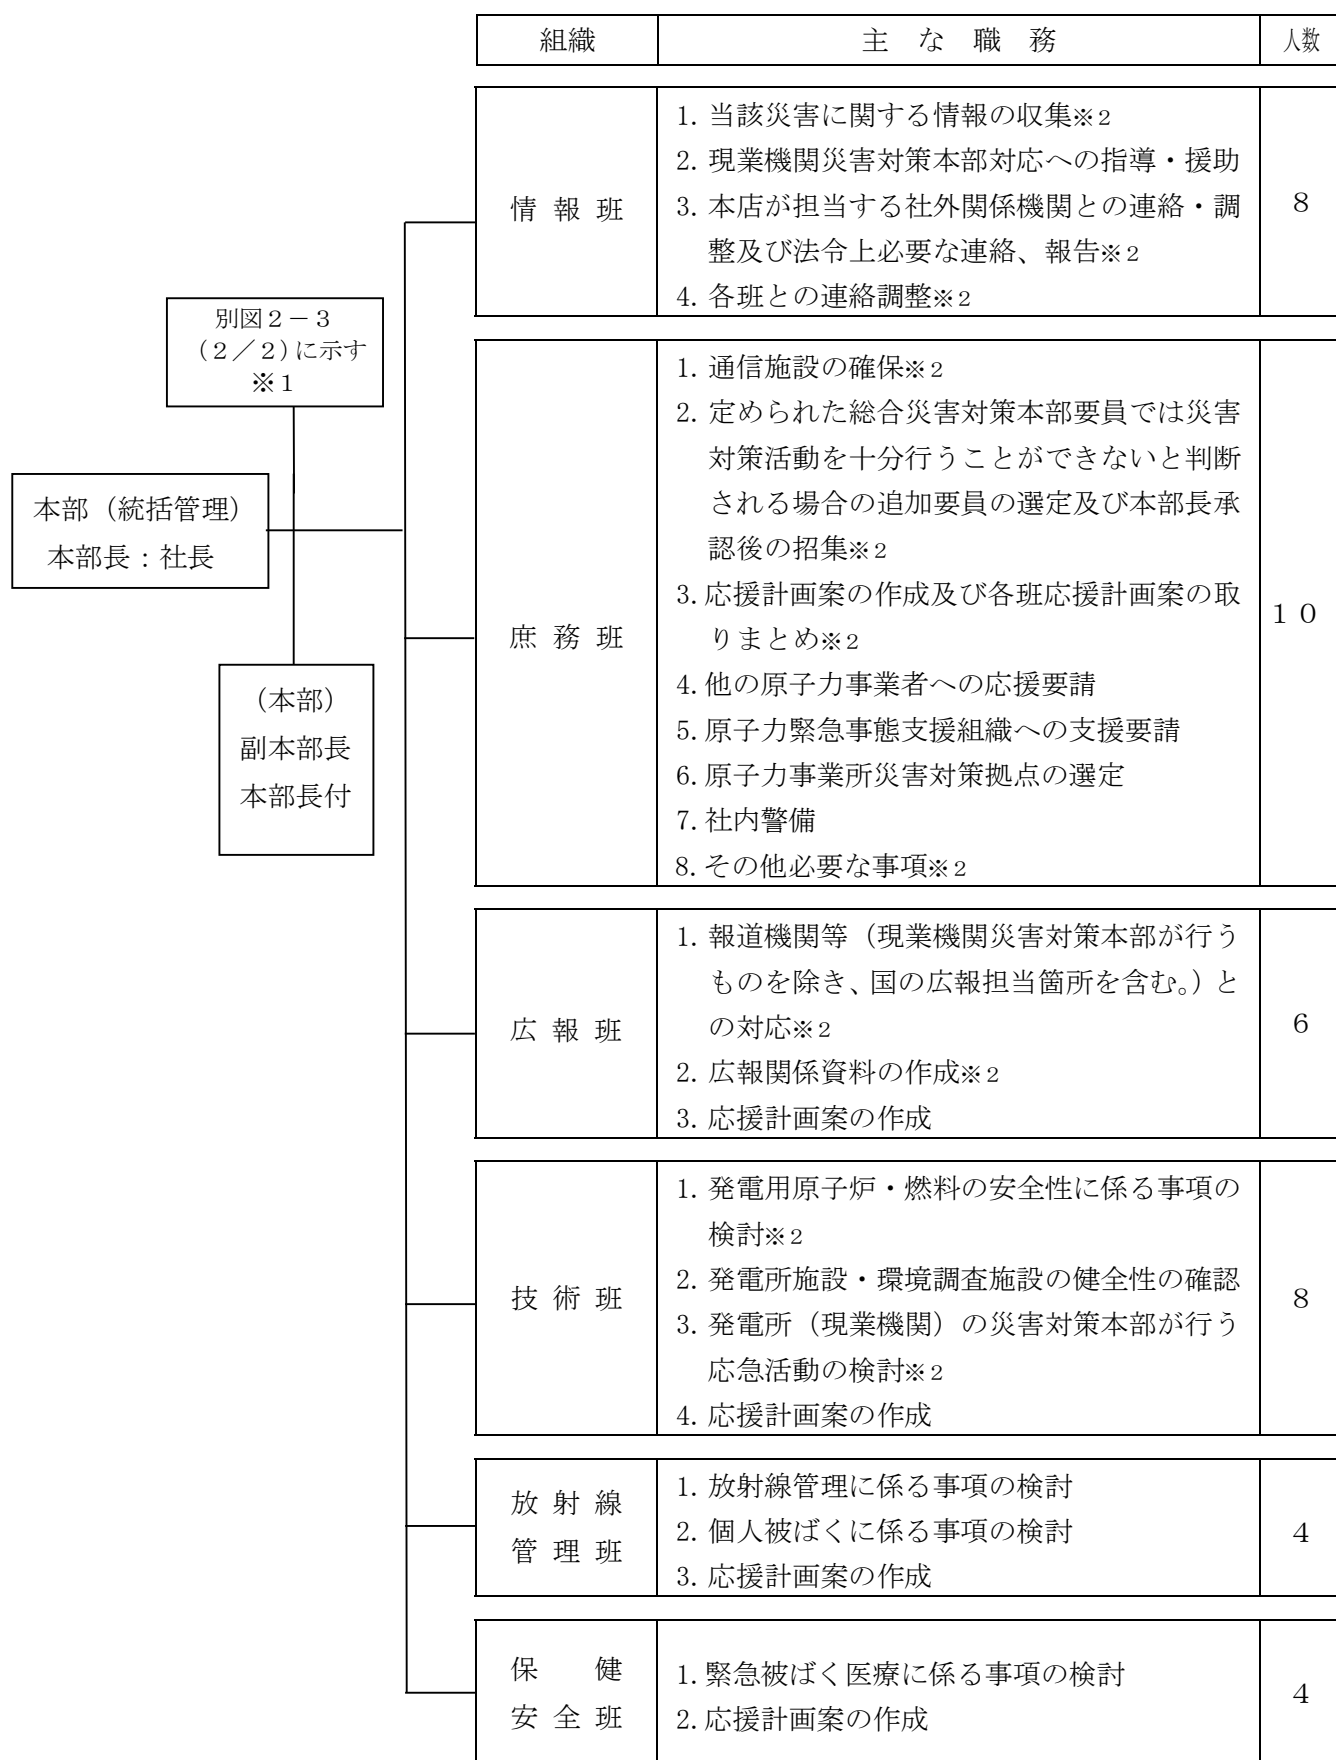 組織 主な職務 人数
情報班
1. 当該災害に関する情報の収集※2
2. 現業機関災害対策本部対応への指導・援助
3. 本店が担当する社外関係機関との連絡・調
整及び法令上必要な連絡、報告※2
4. 各班との連絡調整※2
8
別図2-3
(2/2)に示す
※1
本部(統括管理)
本部長:社長
(本部)
副本部長
本部長付
庶務班
1. 通信施設の確保※2
2. 定められた総合災害対策本部要員では災害
対策活動を十分行うことができないと判断
される場合の追加要員の選定及び本部長承
認後の招集※2
3. 応援計画案の作成及び各班応援計画案の取
りまとめ※2
4. 他の原子力事業者への応援要請
5. 原子力緊急事態支援組織への支援要請
6. 原子力事業所災害対策拠点の選定
7. 社内警備
8. その他必要な事項※2
10
広報班
1. 報道機関等(現業機関災害対策本部が行う
ものを除き、国の広報担当箇所を含む。)と
の対応※2
2. 広報関係資料の作成※2
3. 応援計画案の作成
6
技術班
1. 発電用原子炉・燃料の安全性に係る事項の
検討※2
2. 発電所施設・環境調査施設の健全性の確認
3. 発電所(現業機関)の災害対策本部が行う
応急活動の検討※2
4. 応援計画案の作成
8
放射線
管理班
1. 放射線管理に係る事項の検討
2. 個人被ばくに係る事項の検討
3. 応援計画案の作成
4
保健
安全班
1. 緊急被ばく医療に係る事項の検討
2. 応援計画案の作成
4